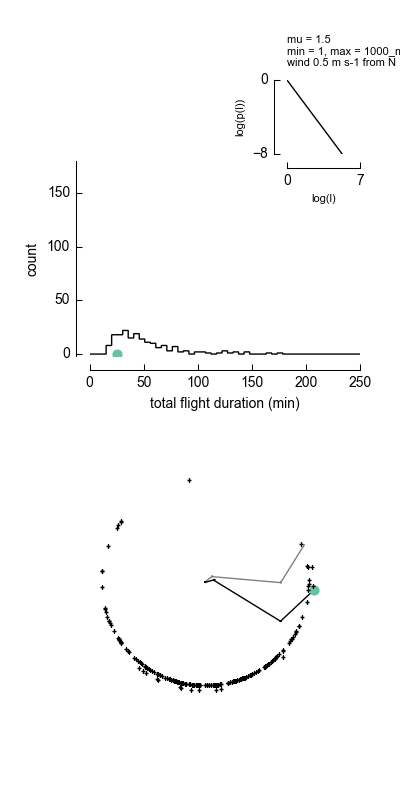 mu = 1.5
min = 1, max = 1000_m
wind 0.5 m s-1 from N
0
log(p(l))
−8
0
7
log(l)
150
100
50
0
count
0
50
100
150
200
250
total flight duration (min)